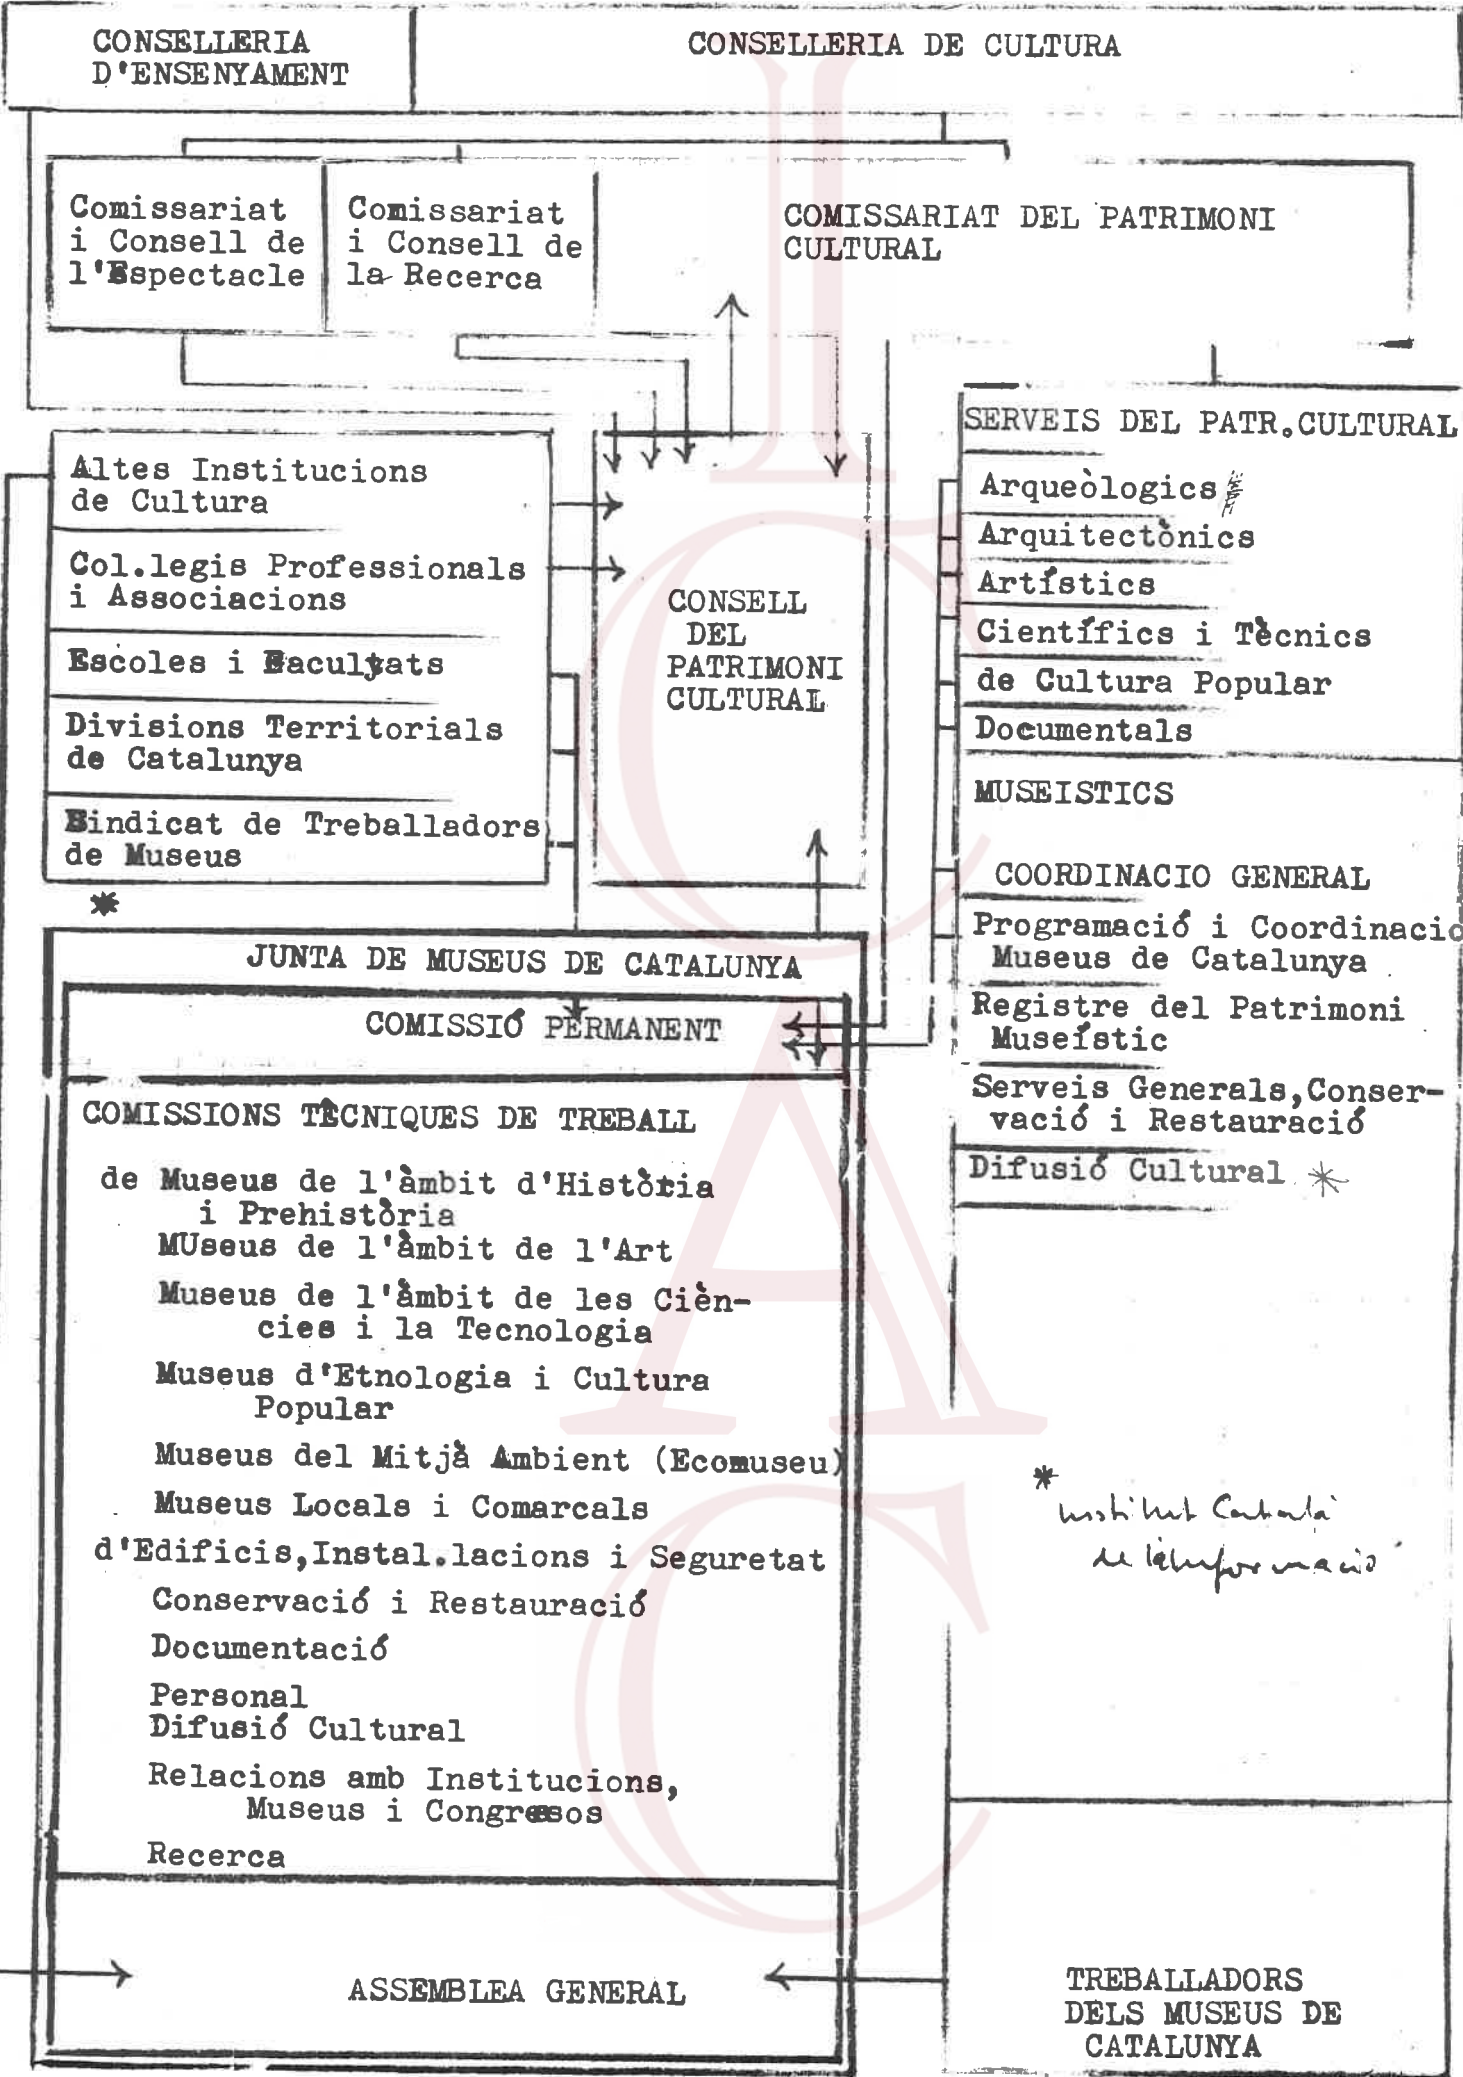 CONSELLERIA
D'ENSENYAMENT
CONSELLERIA DE CULTURA
Comissariat
i Consell de
l'Espectacle
Comissariat
i Consell de
la Recerca
COMISSARIAT DEL PATRIMONI
CULTURAL
Altes Institucions
de Cultura
Col.legis Professionals
i Associacions
Escoles i Facultats
Divisions Territorials
de Catalunya
Sindicat de Treballadors
de Museus
*
CONSELL
DEL
PATRIMONI
CULTURAL
SERVEIS DEL PATR.CULTURAL
Arqueòlogics
Arquitectònics
Artístics
Científics i Tècnics
de Cultura Popular
Documentals
MUSEISTICS
COORDINACIO GENERAL
Programació i Coordinacio
Museus de Catalunya
Registre del Patrimoni
Museístic
Serveis Generals,Conser-
vació i Restauració
Difusió Cultural *
JUNTA DE MUSEUS DE CATALUNYA
COMISSIÓ PERMANENT
COMISSIONS TÈCNIQUES DE TREBALL
de Museus de l'àmbit d'Història
i Prehistòria
MUseus de l'àmbit de l'Art
Museus de l'àmbit de les Cièn-
cies i la Tecnologia
Museus d'Etnologia i Cultura
Popular
Museus del Mitjà Ambient (Ecomuseu)
Museus Locals i Comarcals
d'Edificis,Instal.lacions i Seguretat
Conservació i Restauració
Documentació
Personal
Difusió Cultural
Relacions amb Institucions,
Museus i Congresos
Recerca
ASSEMBLEA GENERAL
*
Institut Català
de la Informació
TREBALLADORS
DELS MUSEUS DE
CATALUNYA
I
C
A
C